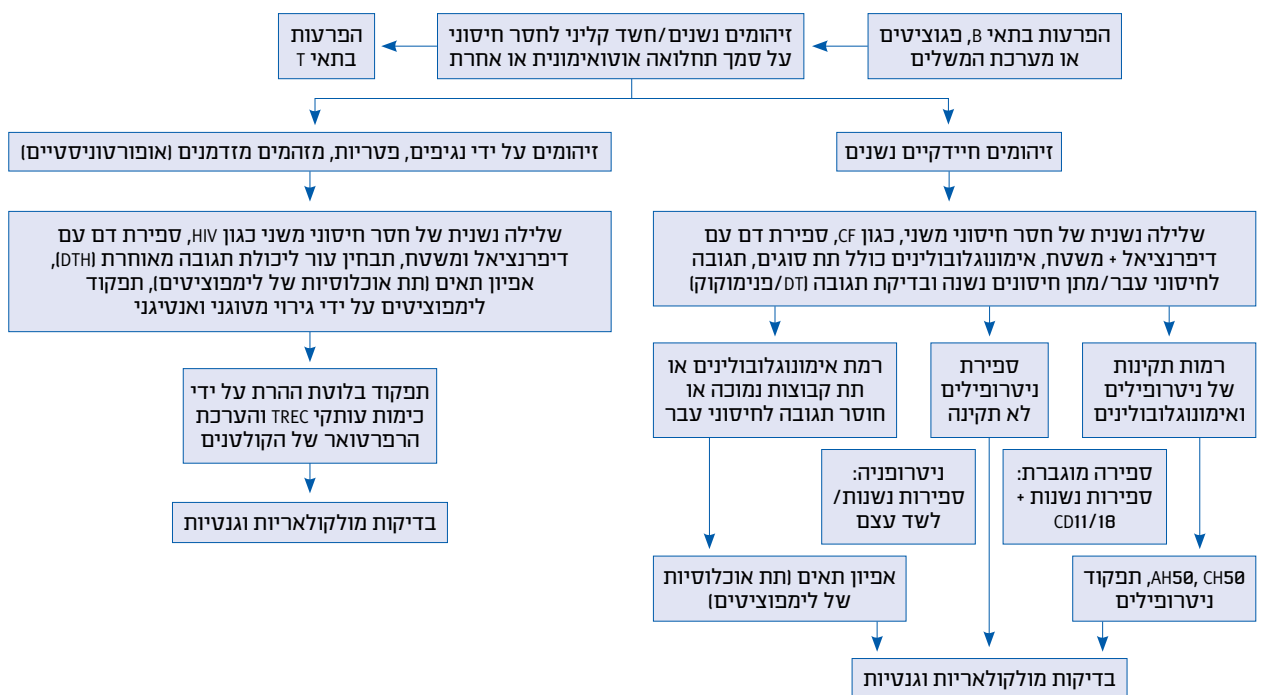 הפרעות בתאי B, פגוציטים
או מערכת המשלים
זיהומים נשנים/חשד קליני לחסר חיסוני
על סמך תחלואה אוטואימונית או אחרת
הפרעות
בתאי T
זיהומים חיידקיים נשנים
זיהומים על ידי נגיפים, פטריות, מזהמים מזדמנים (אופורטוניסטיים)
שלילה נשנית של חסר חיסוני משני, כגון CF, ספירת דם עם
דיפרנציאל + משטח, אימונוגלובולינים כולל תת סוגים, תגובה
לחיסוני עבר/מתן חיסונים נשנה ובדיקת תגובה (DT/פנימוקוק)
שלילה נשנית של חסר חיסוני משני כגון HIV, ספירת דם עם
דיפרנציאל ומשטח, תבחין עור ליכולת תגובה מאוחרת (DTH),
אפיון תאים (תת אוכלוסיות של לימפוציטים), תפקוד
לימפוציטים על ידי גירוי מטוגני ואנטיגני
רמות תקינות
של ניטרופילים
ואימונוגלובולינים
ספירת
ניטרופילים
לא תקינה
רמת אימונוגלובולינים או
תת קבוצות נמוכה או
חוסר תגובה לחיסוני עבר
תפקוד בלוטת ההרת על ידי
כימות עותקי TREC והערכת
הרפרטואר של הקולטנים
ספירה מוגברת:
ספירות נשנות +
CD11/18
ניטרופניה:
ספירות נשנות/
לשד עצם
בדיקות מולקולאריות וגנטיות
AH50, CH50, תפקוד
ניטרופילים
אפיון תאים (תת אוכלוסיות
של לימפוציטים)
בדיקות מולקולאריות וגנטיות